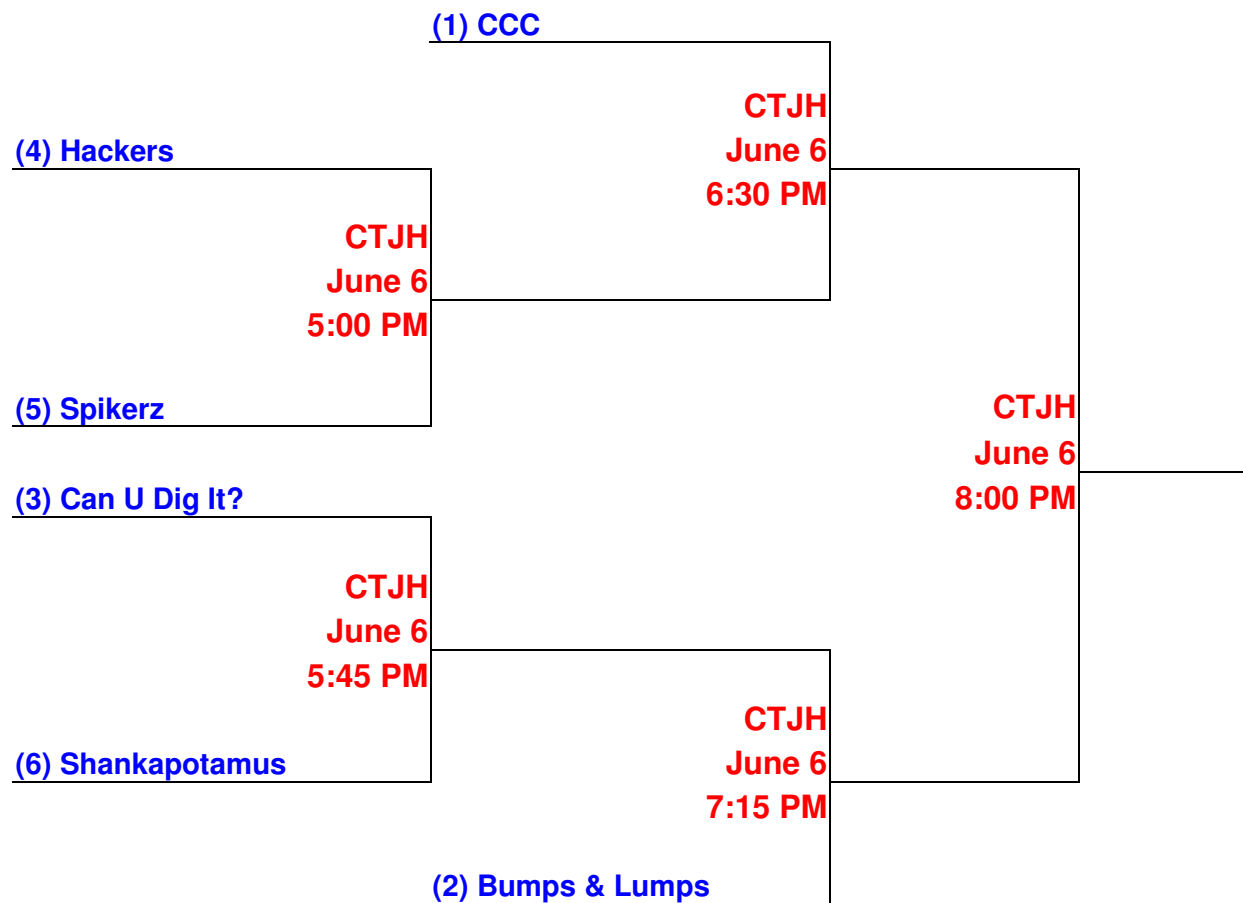 (1) CCC
CTJH
June 6
6:30 PM
(4) Hackers
CTJH
June 6
5:00 PM
(5) Spikerz
CTJH
June 6
8:00 PM
(3) Can U Dig It?
CTJH
June 6
5:45 PM
(6) Shankapotamus
CTJH
June 6
7:15 PM
(2) Bumps & Lumps